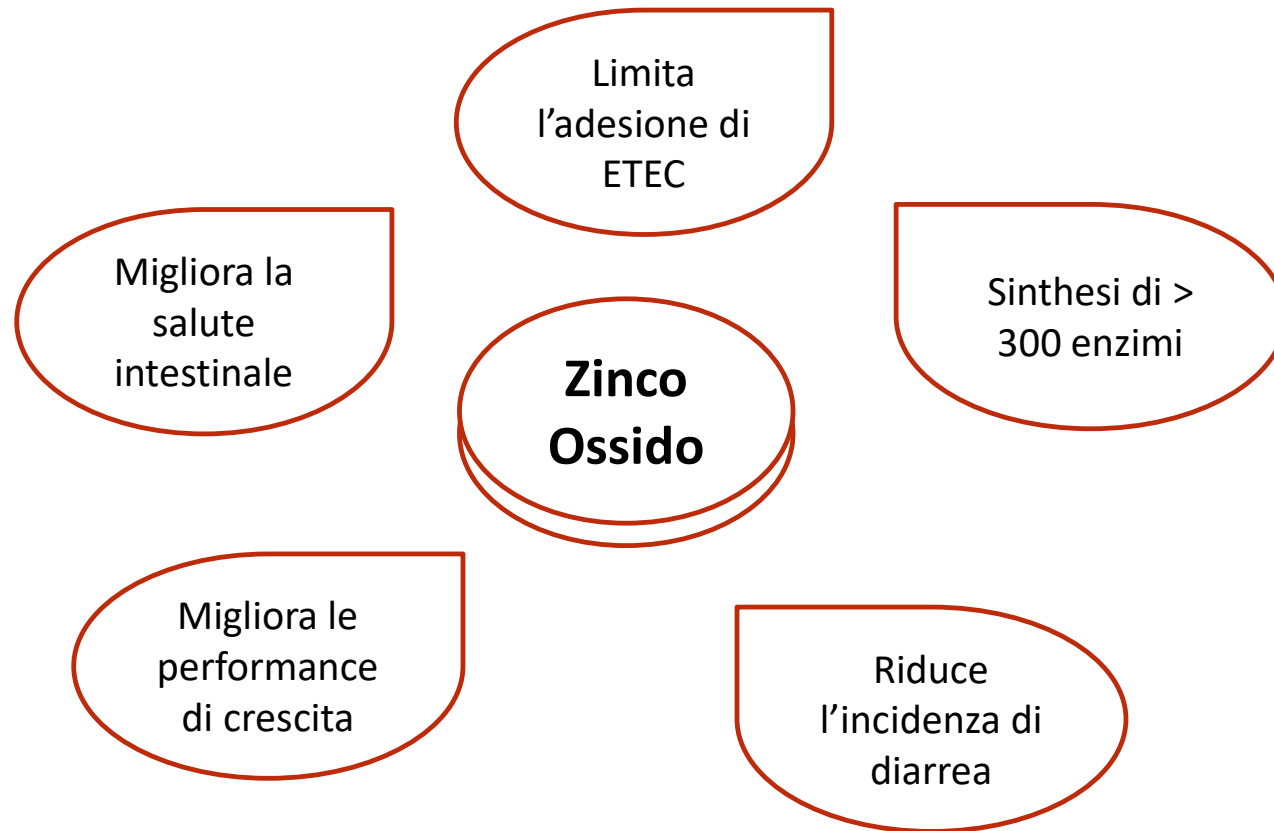 Limita
l’adesione di
ETEC
Migliora la
salute
intestinale
Sinthesi di >
300 enzimi
Zinco
Ossido
Migliora le
performance
di crescita
Riduce
l’incidenza di
diarrea